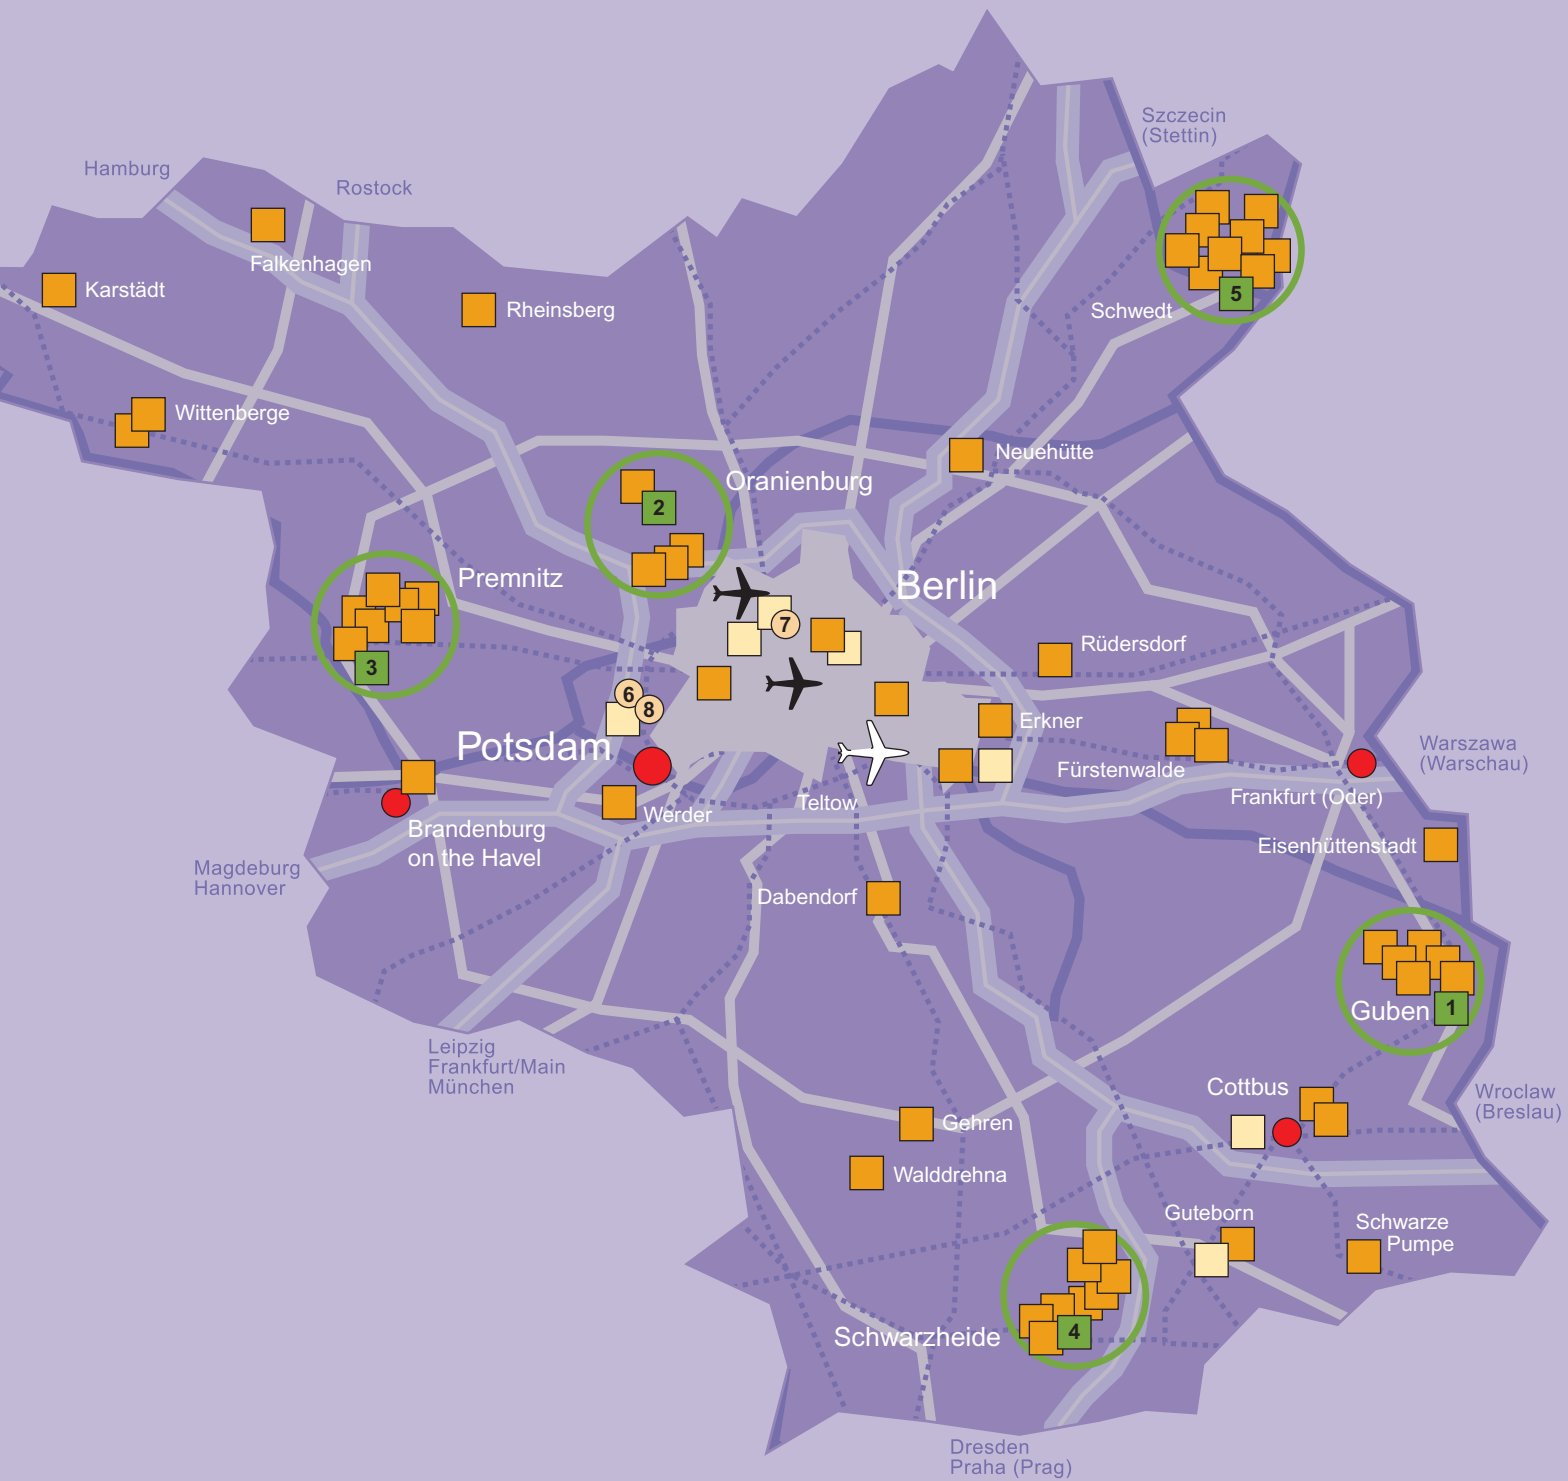 Szczecin
(Stettin)
Hamburg
Rostock
Falkenhagen
Karstädt
Rheinsberg
5
Schwedt
Wittenberge
Neuehütte
Oranienburg
2
Premnitz
Berlin
7
Rüdersdorf
3
6
8
Erkner
Potsdam
Warszawa
(Warschau)
Fürstenwalde
Frankfurt (Oder)
Teltow
Werder
Brandenburg
on the Havel
Eisenhüttenstadt
Magdeburg
Hannover
Dabendorf
Guben
1
Leipzig
Frankfurt/Main
München
Cottbus
Wroclaw
(Breslau)
Gehren
Walddrehna
Guteborn
Schwarze
Pumpe
Schwarzheide
4
Dresden
Praha (Prag)